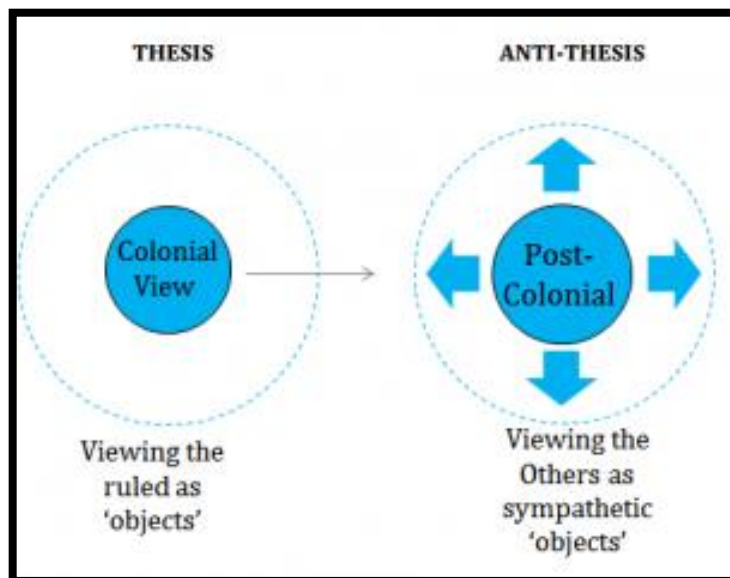 THESIS
ANTI-THESIS
Colonial
View
Post-
Colonial
Viewing the
ruled as
‘objects’
Viewing the
Others as
sympathetic
‘objects’